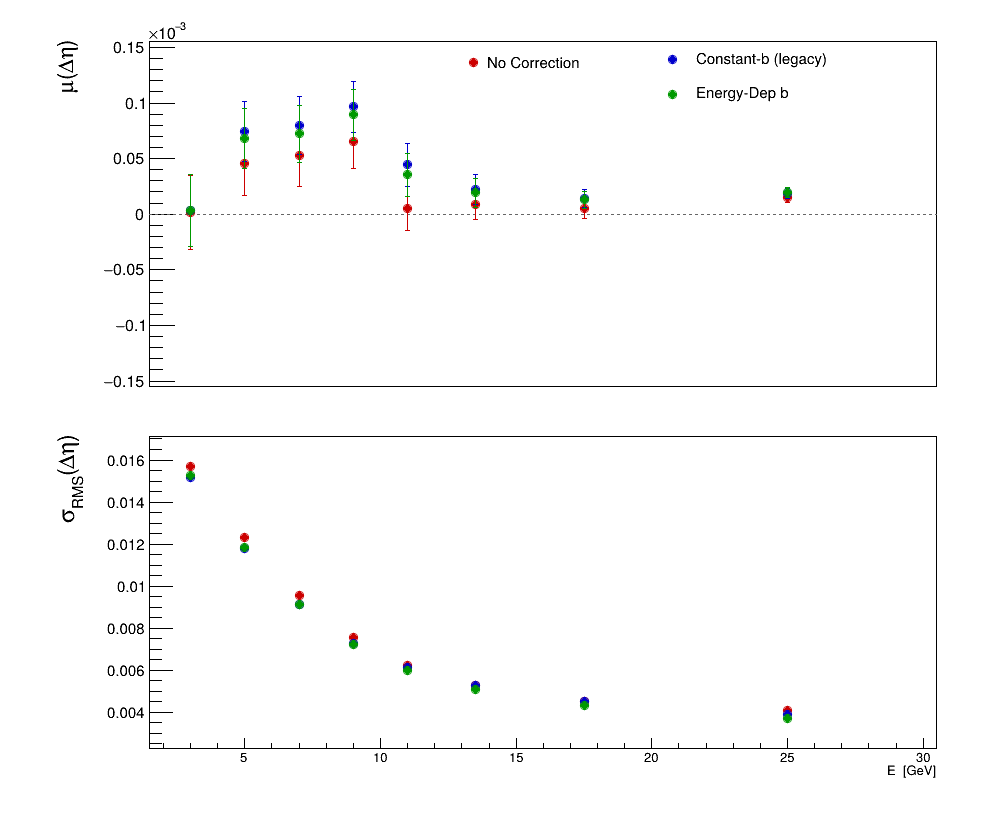 ×10⁻³
μ(Δη)
0.15
0.1
0.05
0
−0.05
−0.1
−0.15
No Correction
Constant-b (legacy)
Energy-Dep b
σRMS(Δη)
0.016
0.014
0.012
0.01
0.008
0.006
0.004
5 10 15 20 25 30
E [GeV]